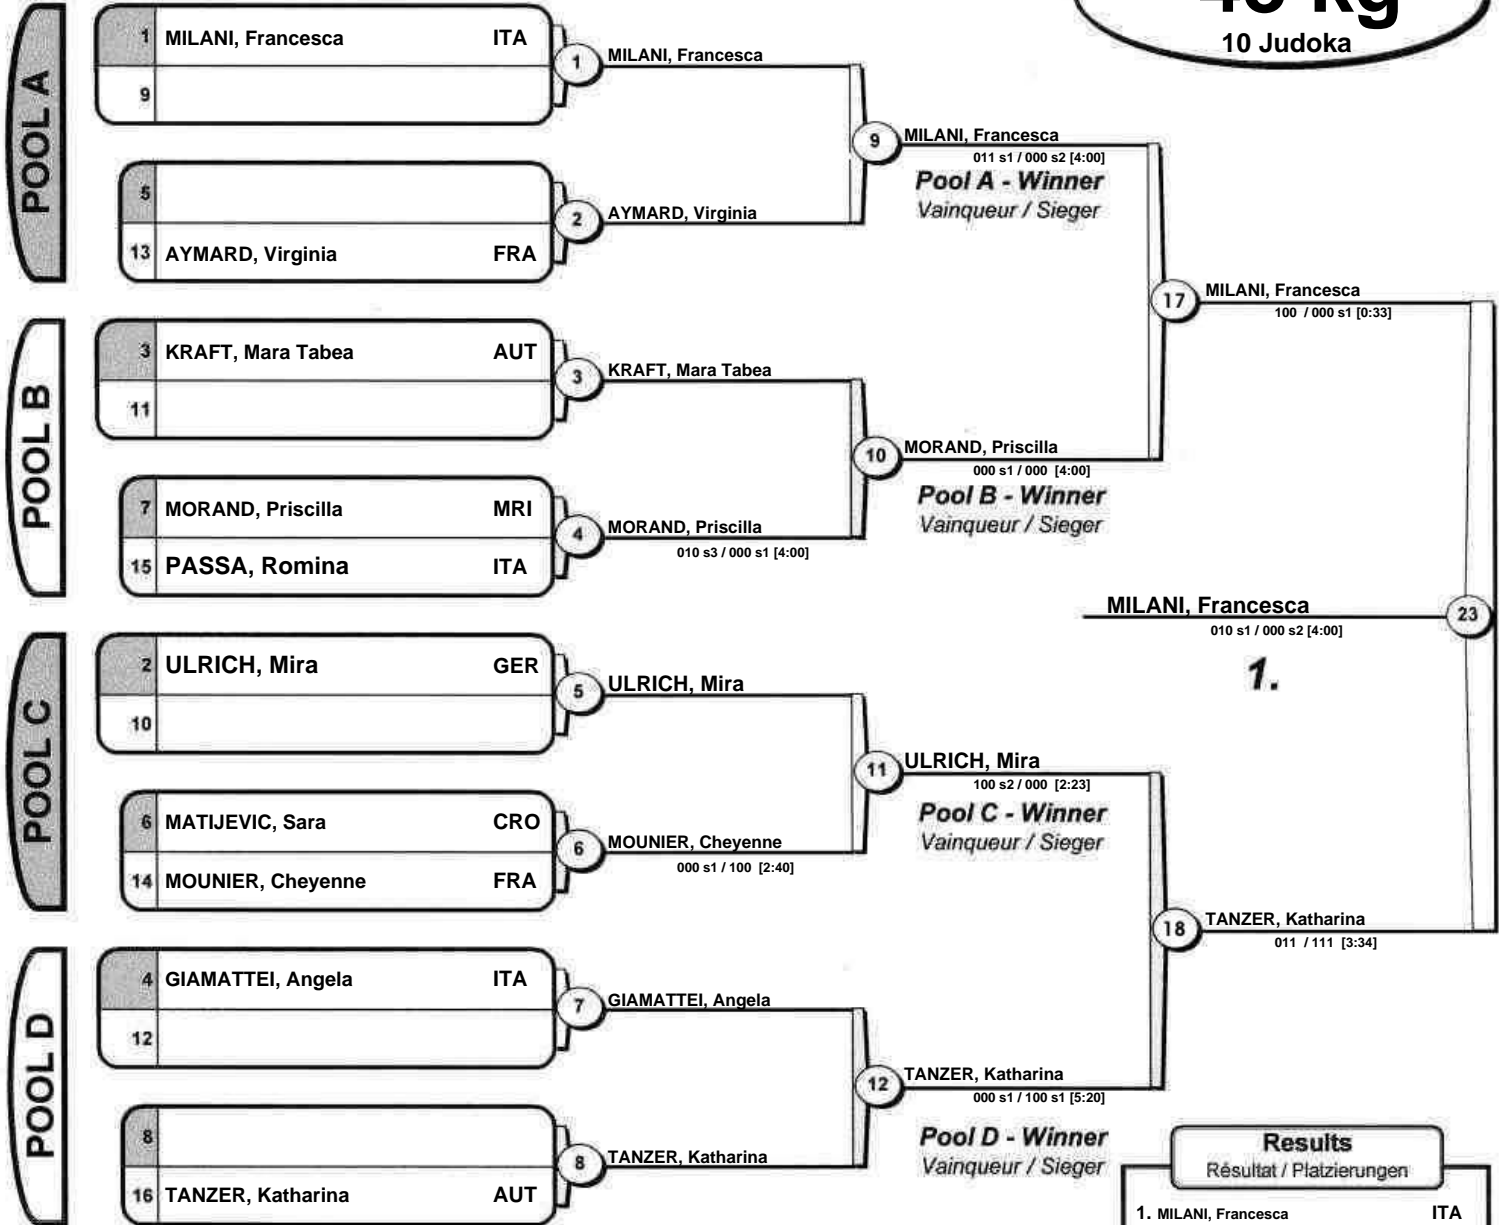 48 kg
10 Judoka
POOL A
1 MILANI, Francesca ITA
9
5
13 AYMARD, Virginia FRA
1 MILANI, Francesca
2 AYMARD, Virginia
9 MILANI, Francesca
011 s1 / 000 s2 [4:00]
Pool A - Winner
Vainqueur / Sieger
POOL B
3 KRAFT, Mara Tabea AUT
11
7 MORAND, Priscilla MRI
15 PASSA, Romina ITA
3 KRAFT, Mara Tabea
4 MORAND, Priscilla
010 s3 / 000 s1 [4:00]
10 MORAND, Priscilla
000 s1 / 000 [4:00]
Pool B - Winner
Vainqueur / Sieger
17 MILANI, Francesca
100 / 000 s1 [0:33]
MILANI, Francesca 23
010 s1 / 000 s2 [4:00]
1.
POOL C
2 ULRICH, Mira GER
10
6 MATIJEVIC, Sara CRO
14 MOUNIER, Cheyenne FRA
5 ULRICH, Mira
6 MOUNIER, Cheyenne
000 s1 / 100 [2:40]
11 ULRICH, Mira
100 s2 / 000 [2:23]
Pool C - Winner
Vainqueur / Sieger
POOL D
4 GIAMATTEI, Angela ITA
12
8
16 TANZER, Katharina AUT
7 GIAMATTEI, Angela
8 TANZER, Katharina
12 TANZER, Katharina
000 s1 / 100 s1 [5:20]
Pool D - Winner
Vainqueur / Sieger
18 TANZER, Katharina
011 / 111 [3:34]
Results
Résultat / Platzierungen
1. MILANI, Francesca ITA